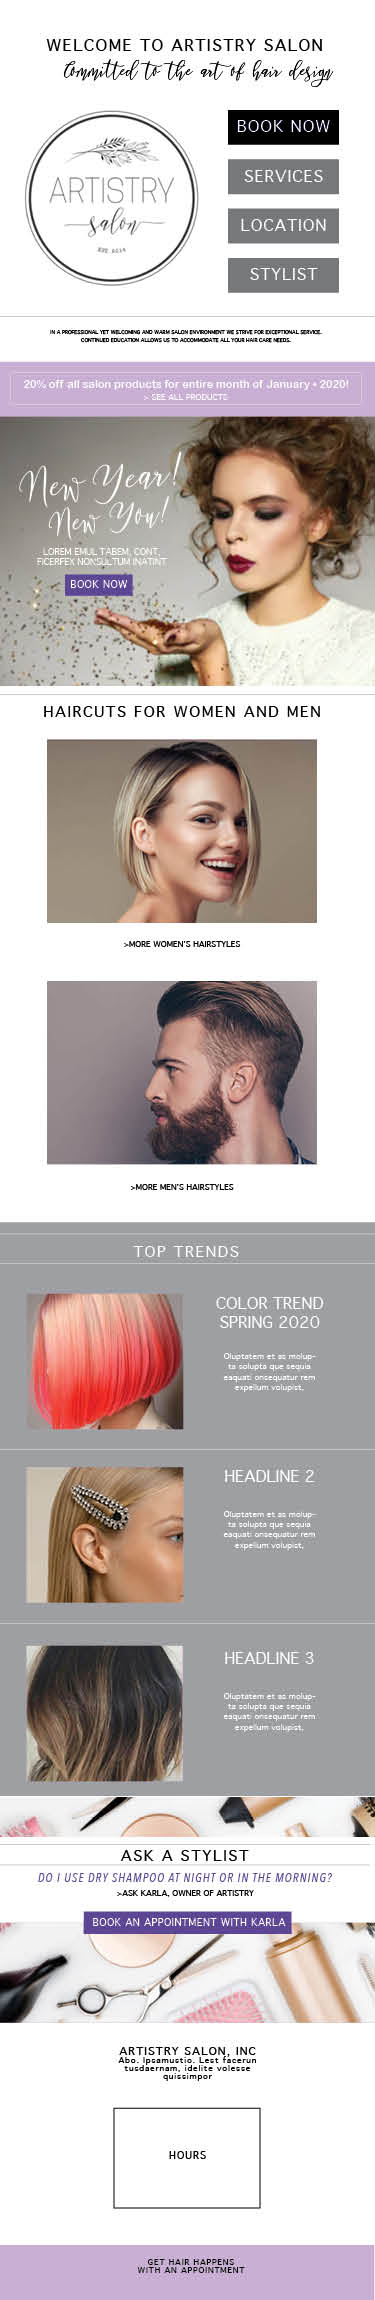 WELCOME TO ARTISTRY SALON
Committed to the art of hair design
ARTISTRY
salon
EST. 2014
BOOK NOW
SERVICES
LOCATION
STYLIST
IN A PROFESSIONAL YET WELCOMING AND WARM SALON ENVIRONMENT WE STRIVE FOR EXCEPTIONAL SERVICE.
CONTINUED EDUCATION ALLOWS US TO ACCOMMODATE ALL YOUR HAIR CARE NEEDS.
20% off all salon products for entire month of January • 2020!
> SEE ALL PRODUCTS
New Year!
New You!
LOREM EMUL TABEM, CONT,
FICERFEX NONSULTUM INATINT
BOOK NOW
HAIRCUTS FOR WOMEN AND MEN
>MORE WOMEN'S HAIRSTYLES
>MORE MEN'S HAIRSTYLES
TOP TRENDS
COLOR TREND
SPRING 2020
Oluptatem et as molup-
ta solupta que sequia
eaquati onsequatur rem
expelium volupist,
HEADLINE 2
Oluptatem et as molup-
ta solupta que sequia
eaquati onsequatur rem
expelium volupist,
HEADLINE 3
Oluptatem et as molup-
ta solupta que sequia
eaquati onsequatur rem
expelium volupist,
ASK A STYLIST
DO I USE DRY SHAMPOO AT NIGHT OR IN THE MORNING?
>ASK KARLA, OWNER OF ARTISTRY
BOOK AN APPOINTMENT WITH KARLA
ARTISTRY SALON, INC
Abo. Ipsamustio. Lest facerun
tusdaernam, idelite volesse
quissimpor
HOURS
GET HAIR HAPPENS
WITH AN APPOINTMENT